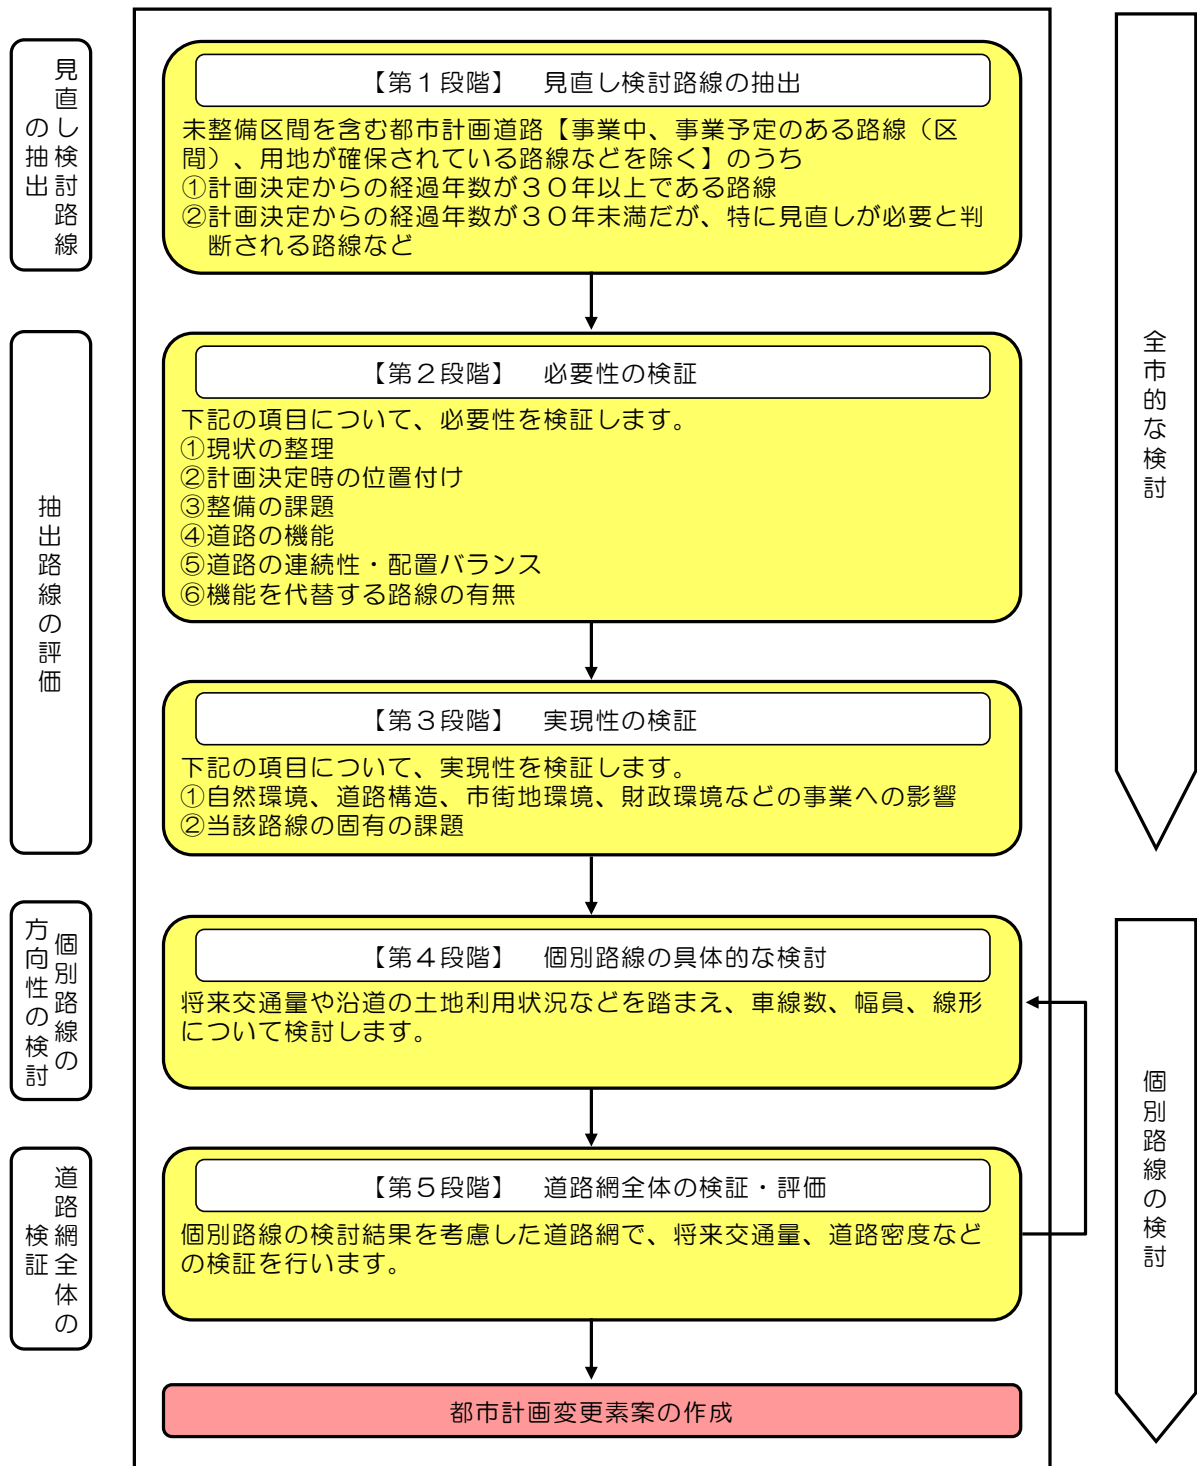 見直し検討路線
の抽出
【第１段階】　見直し検討路線の抽出
未整備区間を含む都市計画道路【事業中、事業予定のある路線（区
間）、用地が確保されている路線などを除く】のうち
①計画決定からの経過年数が３０年以上である路線
②計画決定からの経過年数が３０年未満だが、特に見直しが必要と判
断される路線など
抽出路線の評価
【第２段階】　必要性の検証
下記の項目について、必要性を検証します。
①現状の整理
②計画決定時の位置付け
③整備の課題
④道路の機能
⑤道路の連続性・配置バランス
⑥機能を代替する路線の有無
【第３段階】　実現性の検証
下記の項目について、実現性を検証します。
①自然環境、道路構造、市街地環境、財政環境などの事業への影響
②当該路線の固有の課題
全市的な検討
個別路線の
方向性の検討
【第４段階】　個別路線の具体的な検討
将来交通量や沿道の土地利用状況などを踏まえ、車線数、幅員、線形
について検討します。
道路網全体の
検証
【第５段階】　道路網全体の検証・評価
個別路線の検討結果を考慮した道路網で、将来交通量、道路密度など
の検証を行います。
個別路線の検討
都市計画変更素案の作成